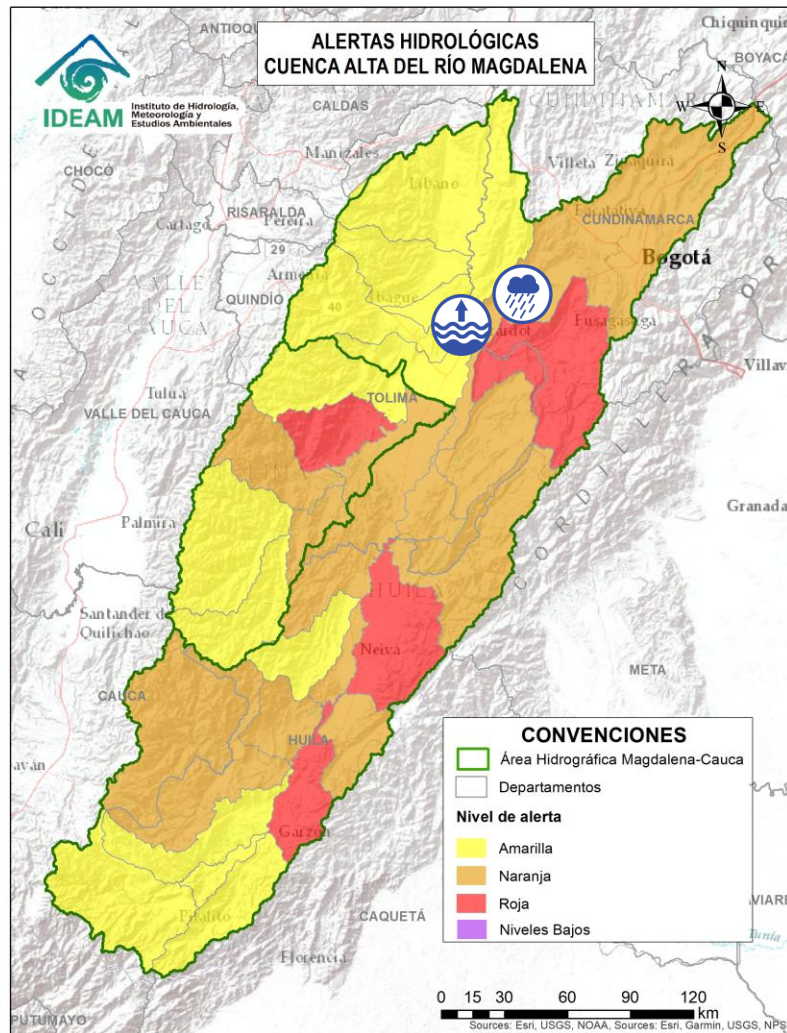 ANTIOQUIA
Chiquinquirá
ALERTAS HIDROLÓGICAS
CUENCA ALTA DEL RÍO MAGDALENA
BOYACÁ
N
W E
S
IDEAM
Instituto de Hidrología,
Meteorología y
Estudios Ambientales
CALDAS
Manizales
Villeta
Zipaquirá
Líbano
CHOCÓ
RISARALDA
Pereira
Cartago
Facatativa
CUNDINAMARCA
Bogotá
29
Armenia
QUINDÍO
40
Ibague
VALLE
DEL
CAUCA
Fusagasugá
Tuluá
VALLE DEL CAUCA
TOLIMA
Cali
Palmira
Granada
CORDILLERA
HUILA
Santander de
Quilichao
Neiva
META
CAUCA
HUILA
Garzón
Pitalito
CAQUETÁ
Florencia
PUTUMAYO
CONVENCIONES
Área Hidrográfica Magdalena-Cauca
Departamentos
Nivel de alerta
Amarilla
Naranja
Roja
Niveles Bajos
0 15 30 60 90 120
km
Sources: Esri, USGS, NOAA, Sources: Esri, Garmin, USGS, NPS